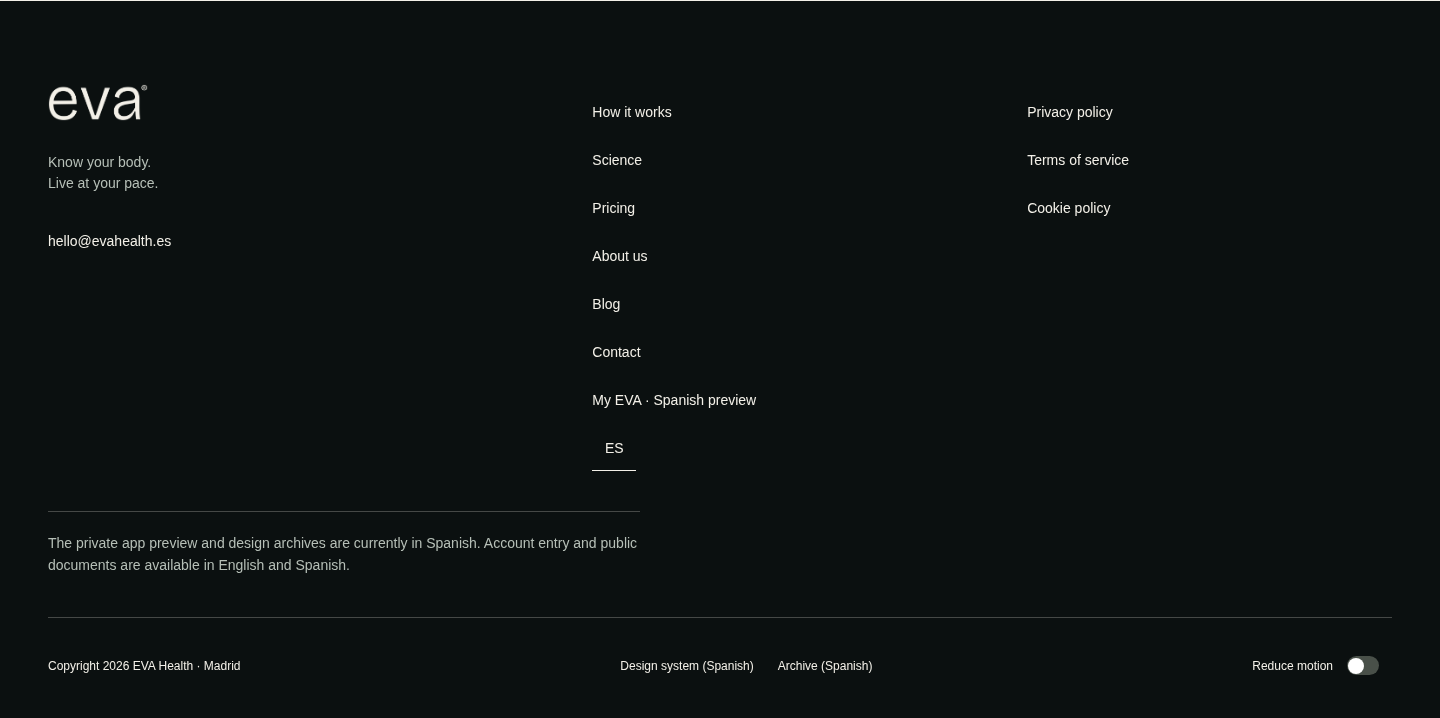 eva®
Know your body.
Live at your pace.
hello@evahealth.es
How it works
Science
Pricing
About us
Blog
Contact
My EVA · Spanish preview
ES
Privacy policy
Terms of service
Cookie policy
The private app preview and design archives are currently in Spanish. Account entry and public
documents are available in English and Spanish.
Copyright 2026 EVA Health · Madrid
Design system (Spanish)
Archive (Spanish)
Reduce motion